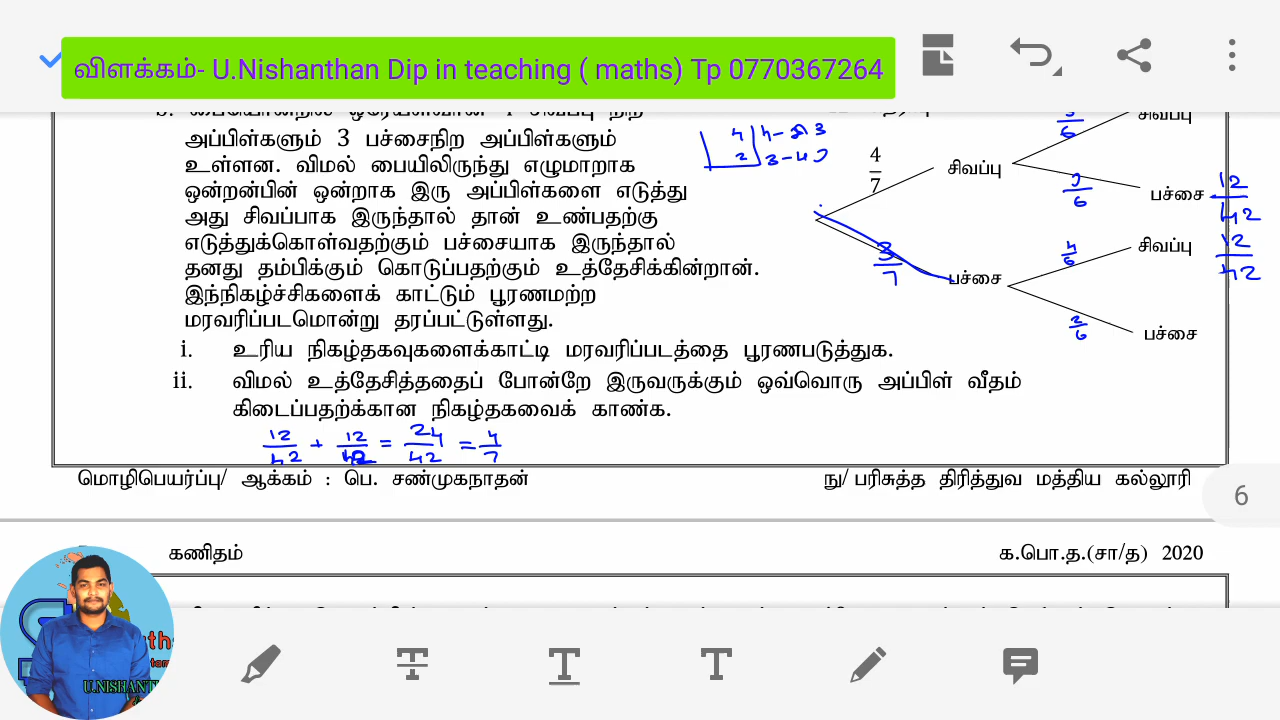 விளக்கம்- U.Nishanthan Dip in teaching ( maths) Tp 0770367264
அப்பிள்களும் 3 பச்சைநிற அப்பிள்களும்
உள்ளன. விமல் பையிலிருந்து எழுமாறாக
ஒன்றன்பின் ஒன்றாக இரு அப்பிள்களை எடுத்து
அது சிவப்பாக இருந்தால் தான் உண்பதற்கு
எடுத்துக்கொள்வதற்கும் பச்சையாக இருந்தால்
தனது தம்பிக்கும் கொடுப்பதற்கும் உத்தேசிக்கின்றான்.
இந்நிகழ்ச்சிகளைக் காட்டும் பூரணமற்ற
மரவரிப்படமொன்று தரப்பட்டுள்ளது.
4/7 சிவப்பு
3/7 பச்சை
சிவப்பு
3/6 பச்சை 12/42
4/6 சிவப்பு 12/42
2/6 பச்சை
i. உரிய நிகழ்தகவுகளைக்காட்டி மரவரிப்படத்தை பூரணபடுத்துக.
ii. விமல் உத்தேசித்ததைப் போன்றே இருவருக்கும் ஒவ்வொரு அப்பிள் வீதம்
கிடைப்பதற்க்கான நிகழ்தகவைக் காண்க.
12/42 + 12/42 = 24/42 = 4/7
மொழிபெயர்ப்பு/ ஆக்கம் : பெ. சண்முகநாதன் நு/ பரிசுத்த திரித்துவ மத்திய கல்லூரி
6
கணிதம் க.பொ.த.(சா/த) 2020
U.NISHANTH